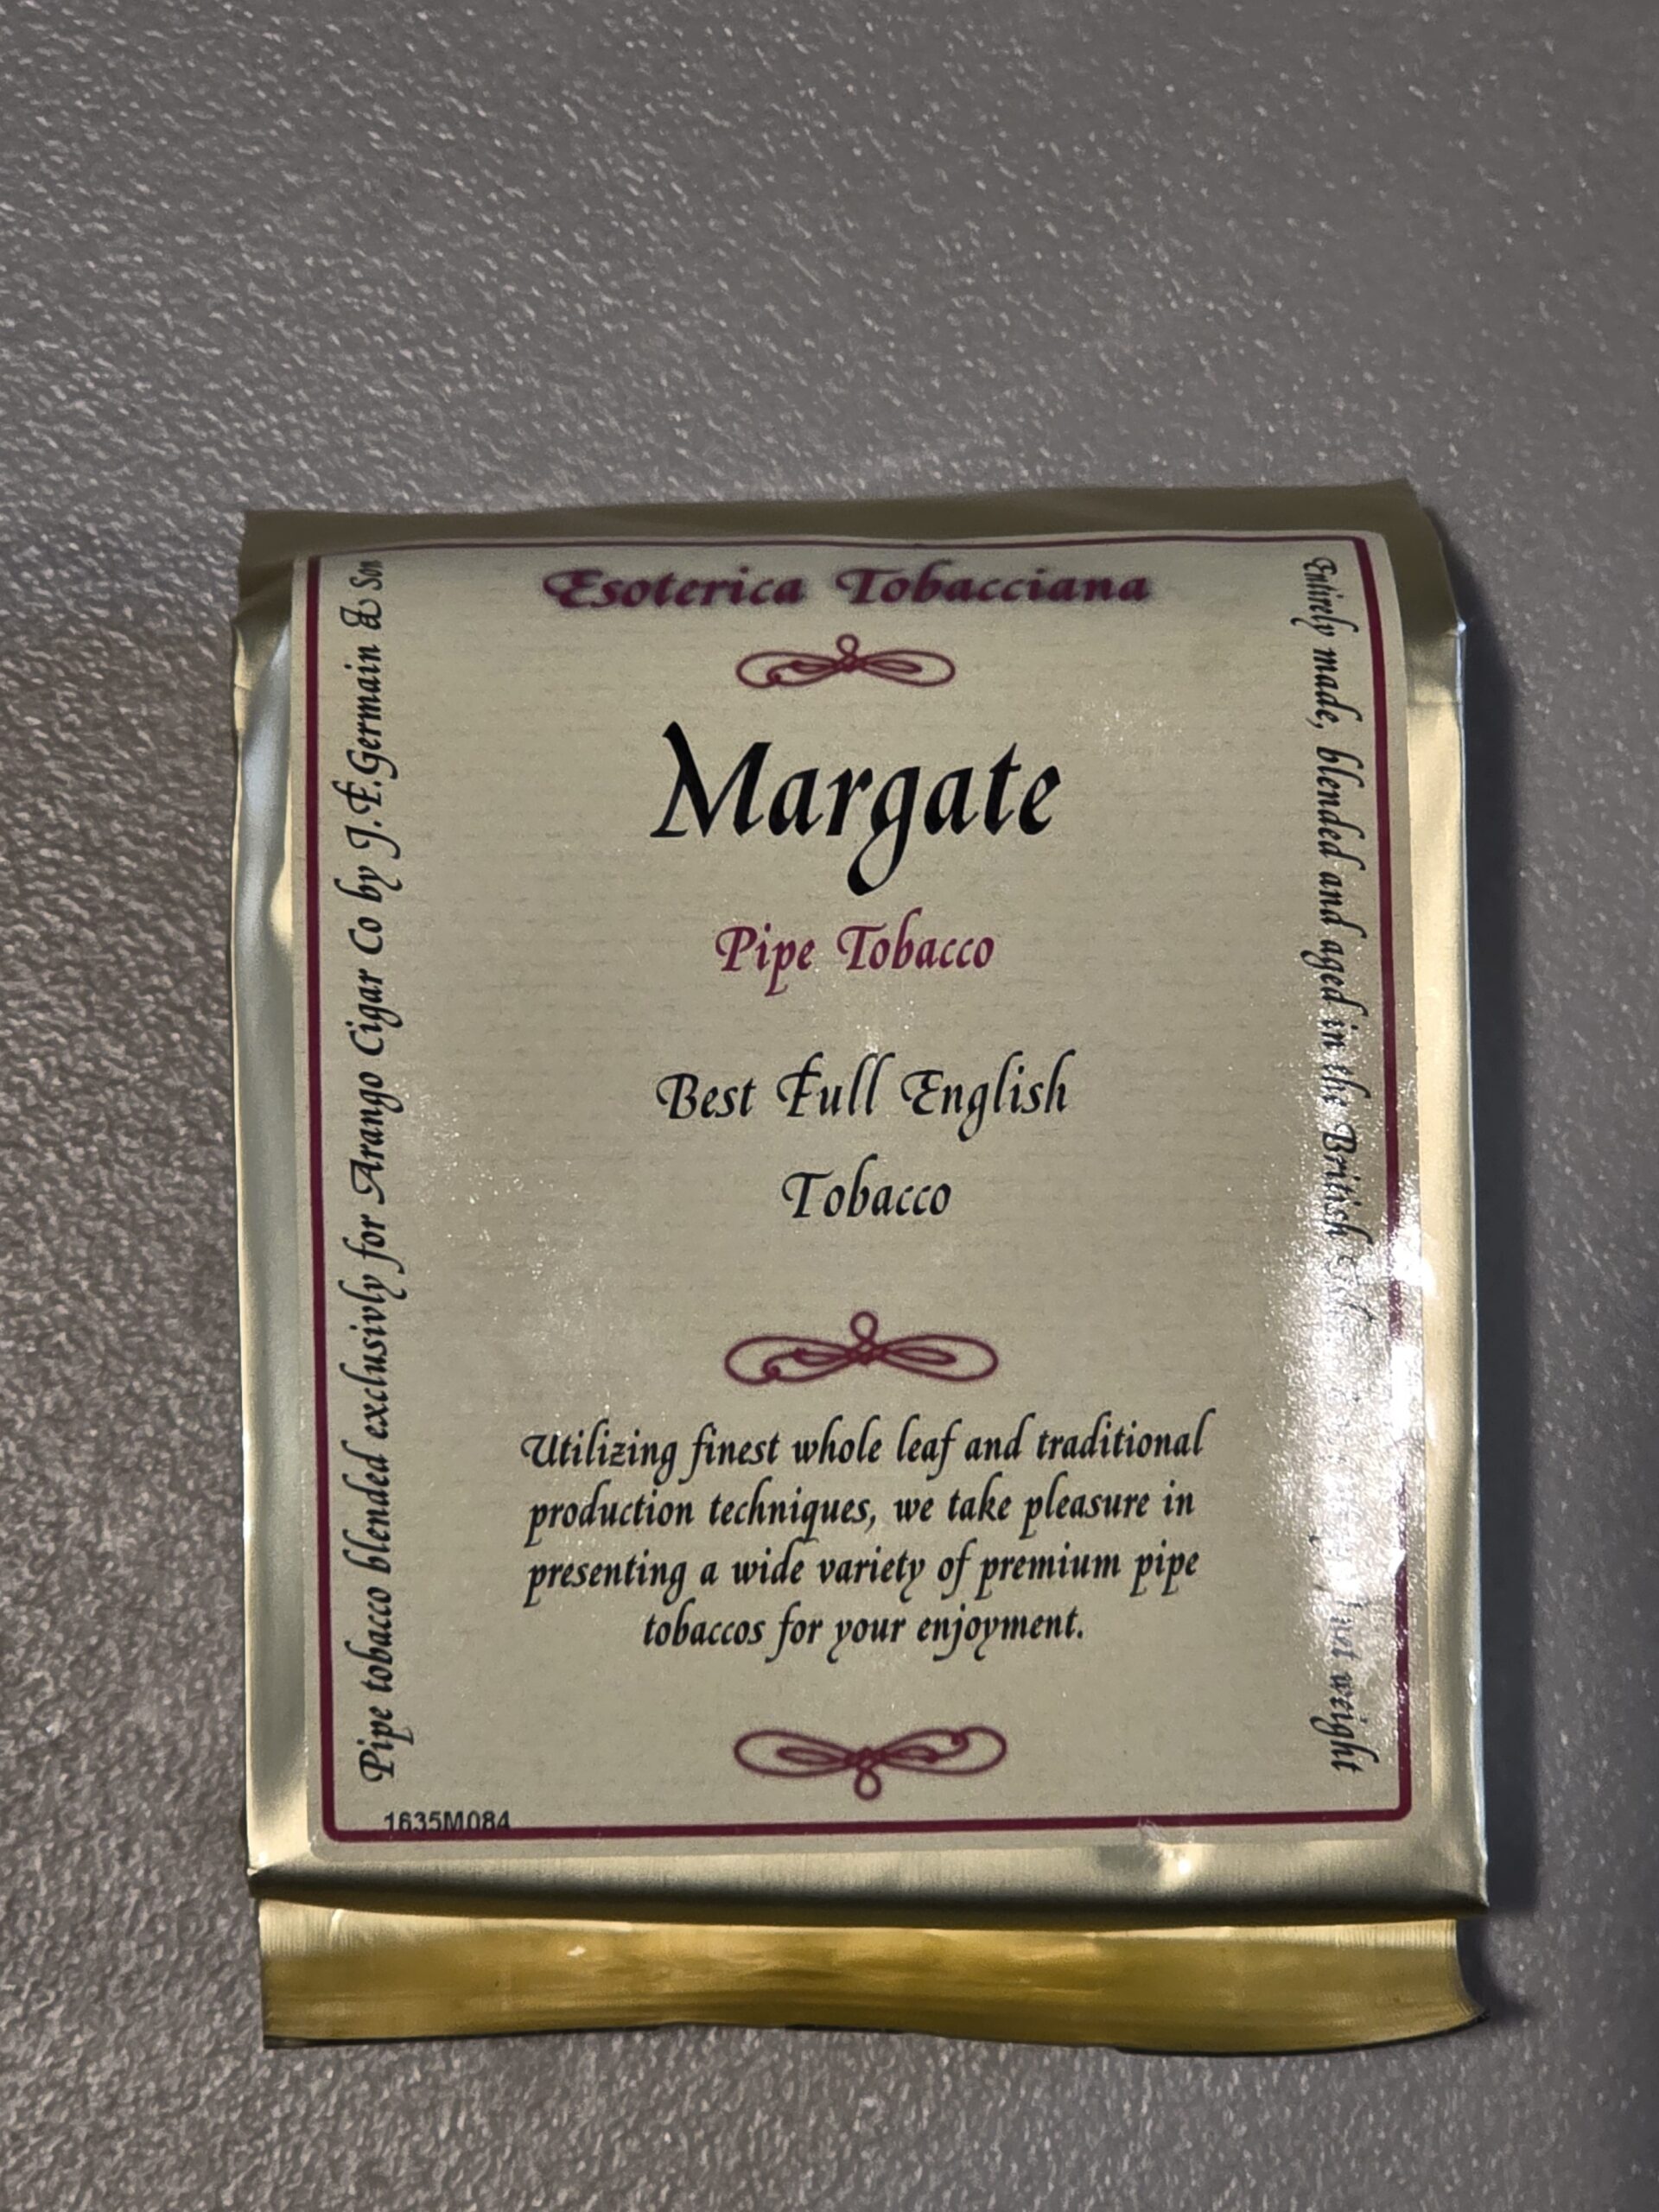 Esoterica Tobacciana
Margate
Pipe Tobacco
Best Full English
Tobacco
Utilizing finest whole leaf and traditional
production techniques, we take pleasure in
presenting a wide variety of premium pipe
tobaccos for your enjoyment.
Pipe tobacco blended exclusivly for Arango Cigar Co by J.F.Germain & Son
Entirely made, blended and aged in the British
net weight
1635M084